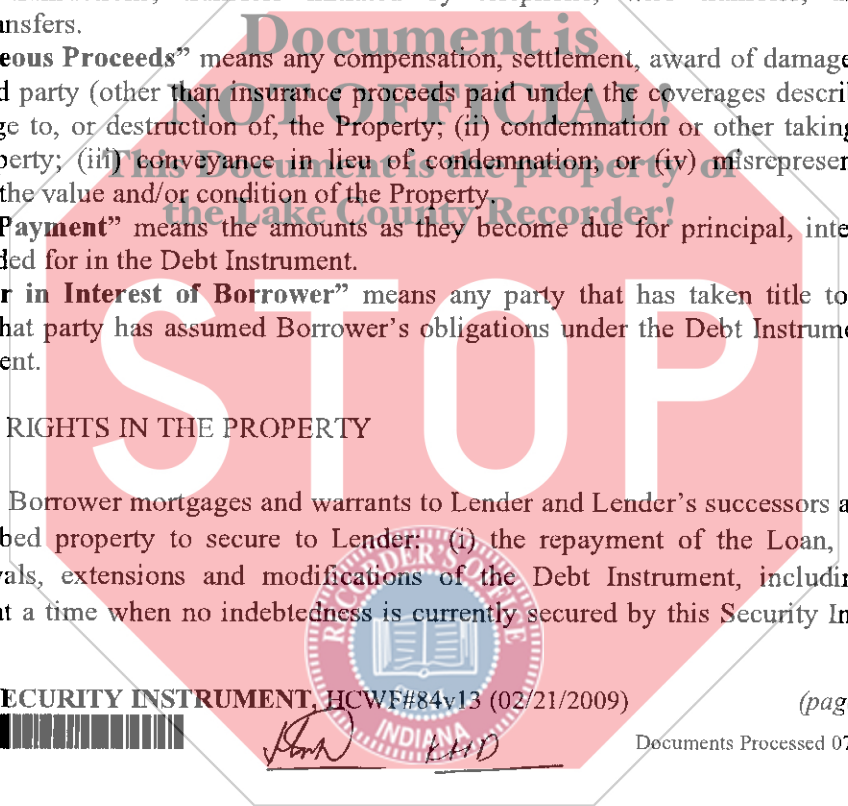 Document is
NOT OFFICIAL!
This Document is the property of
the Lake County Recorder!
STOP
ansfers.
eous Proceeds” means any compensation, settlement, award of damage
d party (other than insurance proceeds paid under the coverages descri
ge to, or destruction of, the Property; (ii) condemnation or other taking
perty; (iii) conveyance in lieu of condemnation; or (iv) misrepresen
the value and/or condition of the Property.
Payment” means the amounts as they become due for principal, inte
ded for in the Debt Instrument.
r in Interest of Borrower” means any party that has taken title to
hat party has assumed Borrower’s obligations under the Debt Instrume
ent.
RIGHTS IN THE PROPERTY
Borrower mortgages and warrants to Lender and Lender’s successors a
bed property to secure to Lender: (i) the repayment of the Loan,
vals, extensions and modifications of the Debt Instrument, includin
at a time when no indebtedness is currently secured by this Security In
RECORDER'S OFFICE
INDIANA
ECURITY INSTRUMENT, HCWF#84v13 (02/21/2009) (pag
KHD
Documents Processed 07